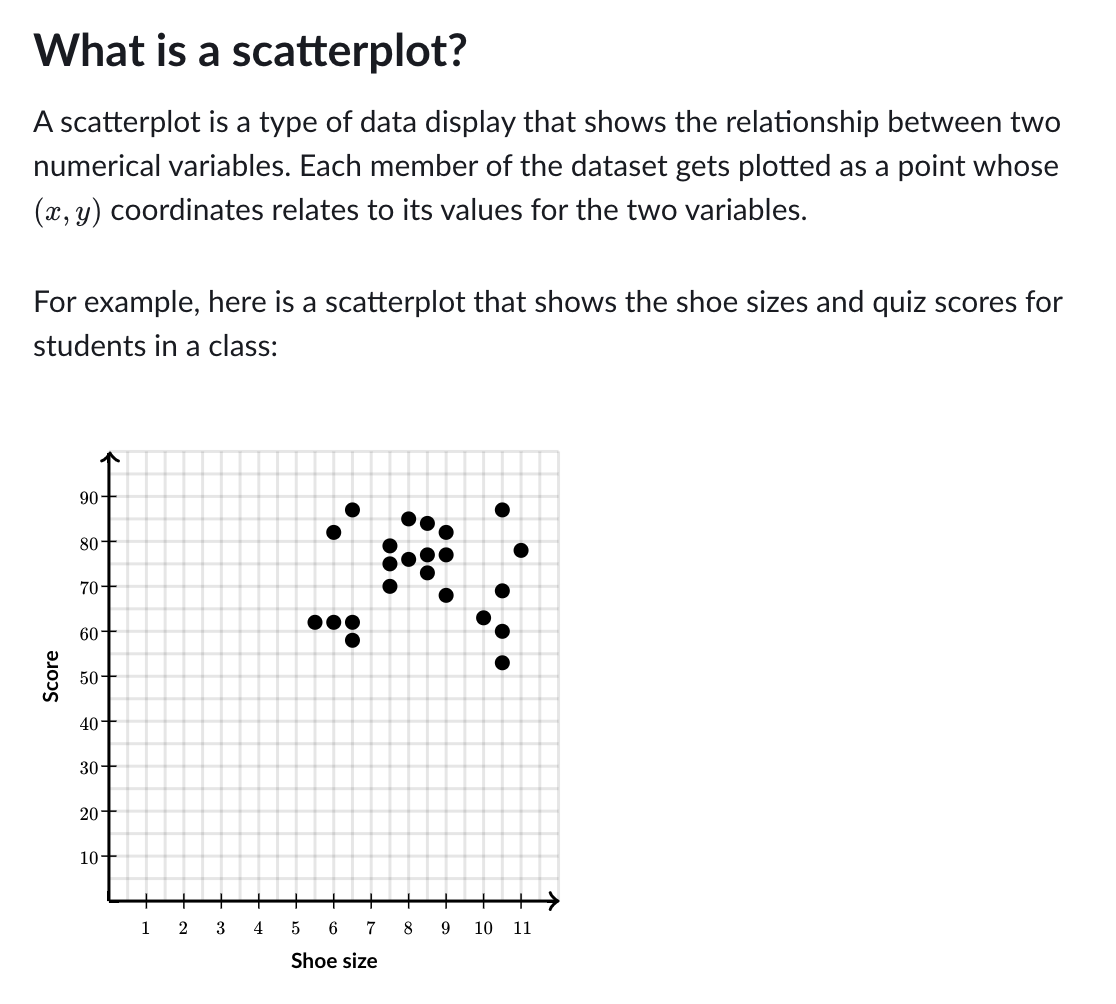 What is a scatterplot?
A scatterplot is a type of data display that shows the relationship between two
numerical variables. Each member of the dataset gets plotted as a point whose
(x, y) coordinates relates to its values for the two variables.
For example, here is a scatterplot that shows the shoe sizes and quiz scores for
students in a class:
90
80
70
60
50
40
30
20
10
Score
1 2 3 4 5 6 7 8 9 10 11
Shoe size